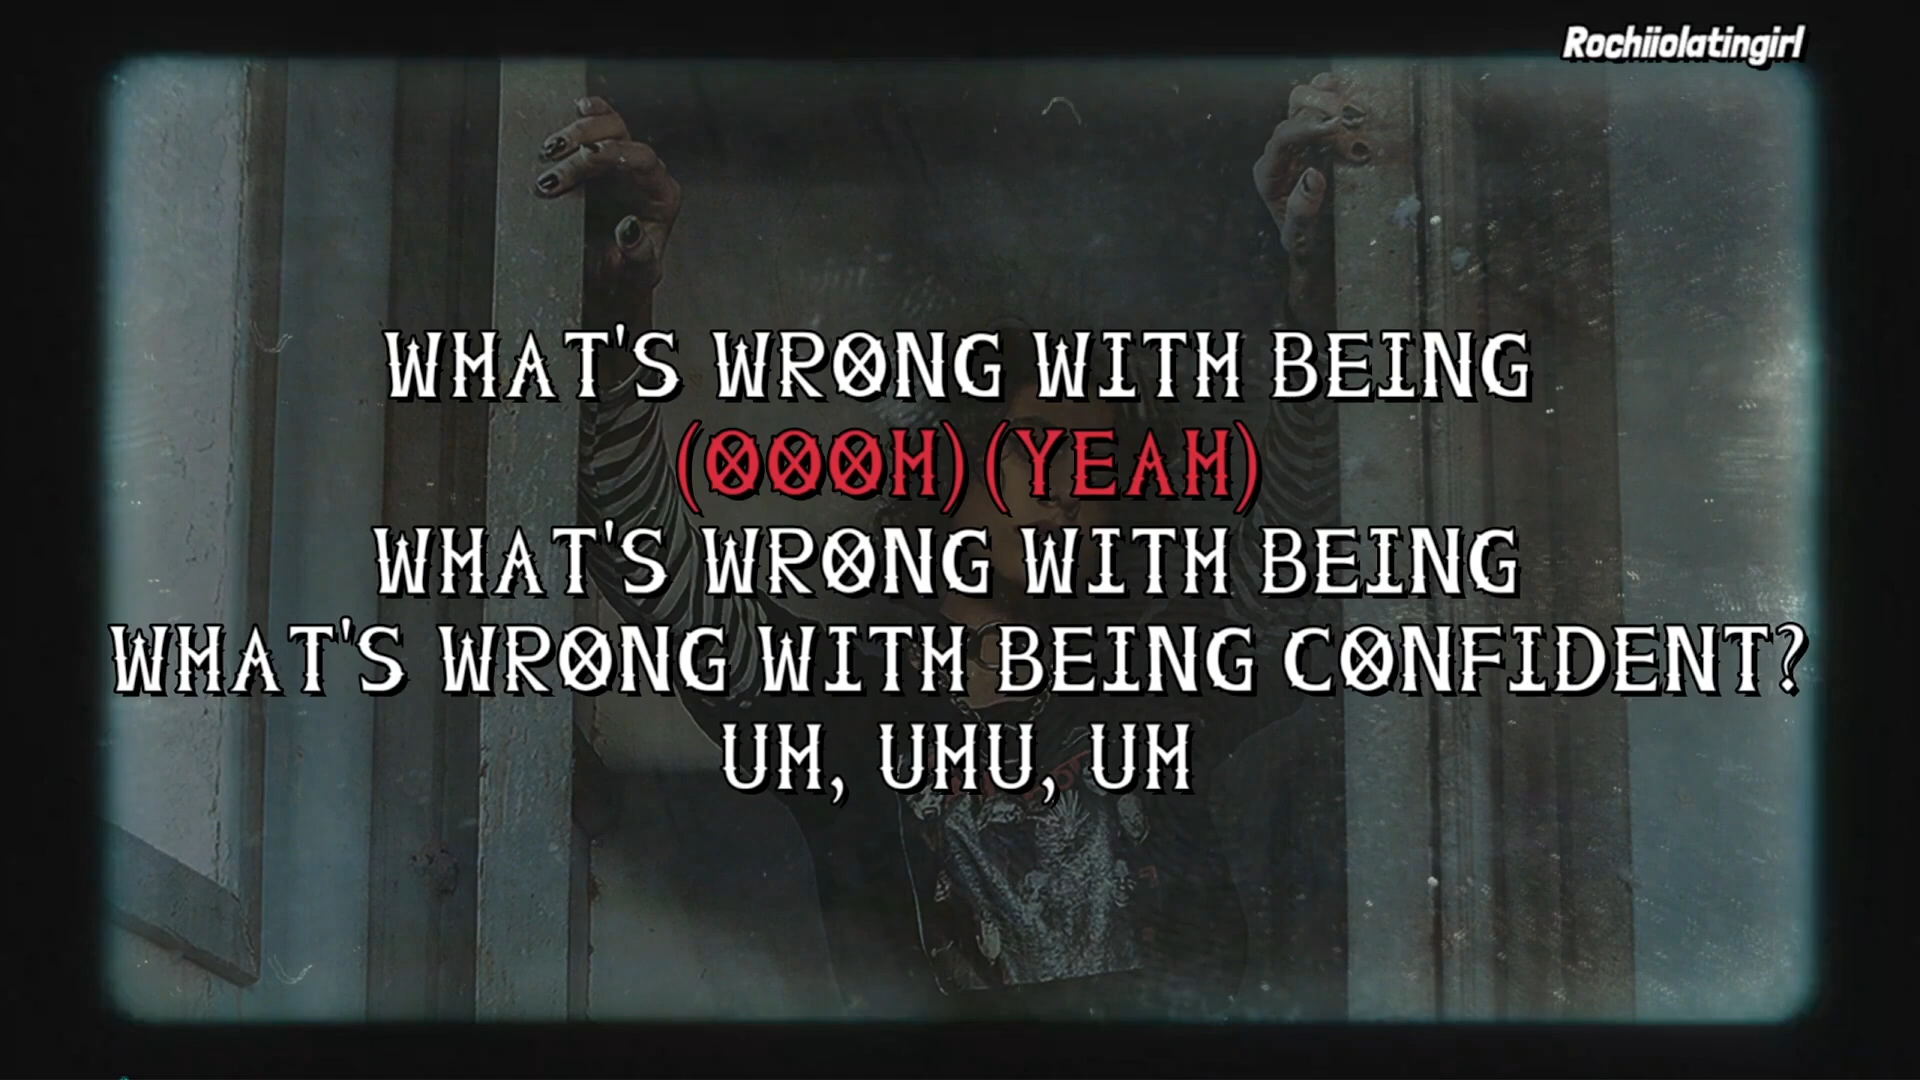 Rochiiolatingirl
WHAT'S WRONG WITH BEING
(OOOH) (YEAH)
WHAT'S WRONG WITH BEING
WHAT'S WRONG WITH BEING CONFIDENT?
UH, UHU, UH